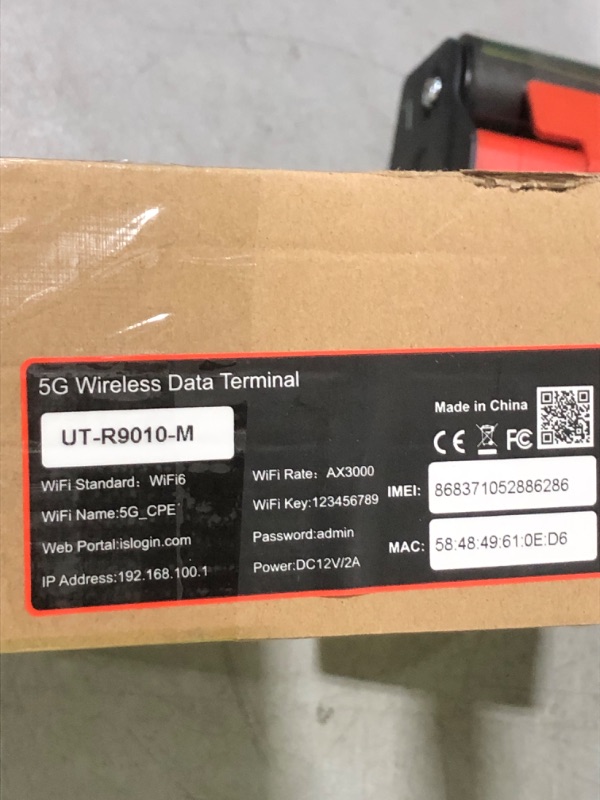 5G Wireless Data Terminal
UT-R9010-M
WiFi Standard: WiFi6
WiFi Name:5G_CPE
Web Portal:islogin.com
IP Address:192.168.100.1
WiFi Rate: AX3000
WiFi Key:123456789
Password:admin
Power:DC12V/2A
Made in China
CE FC
IMEI: 868371052886286
MAC: 58:48:49:61:0E:D6